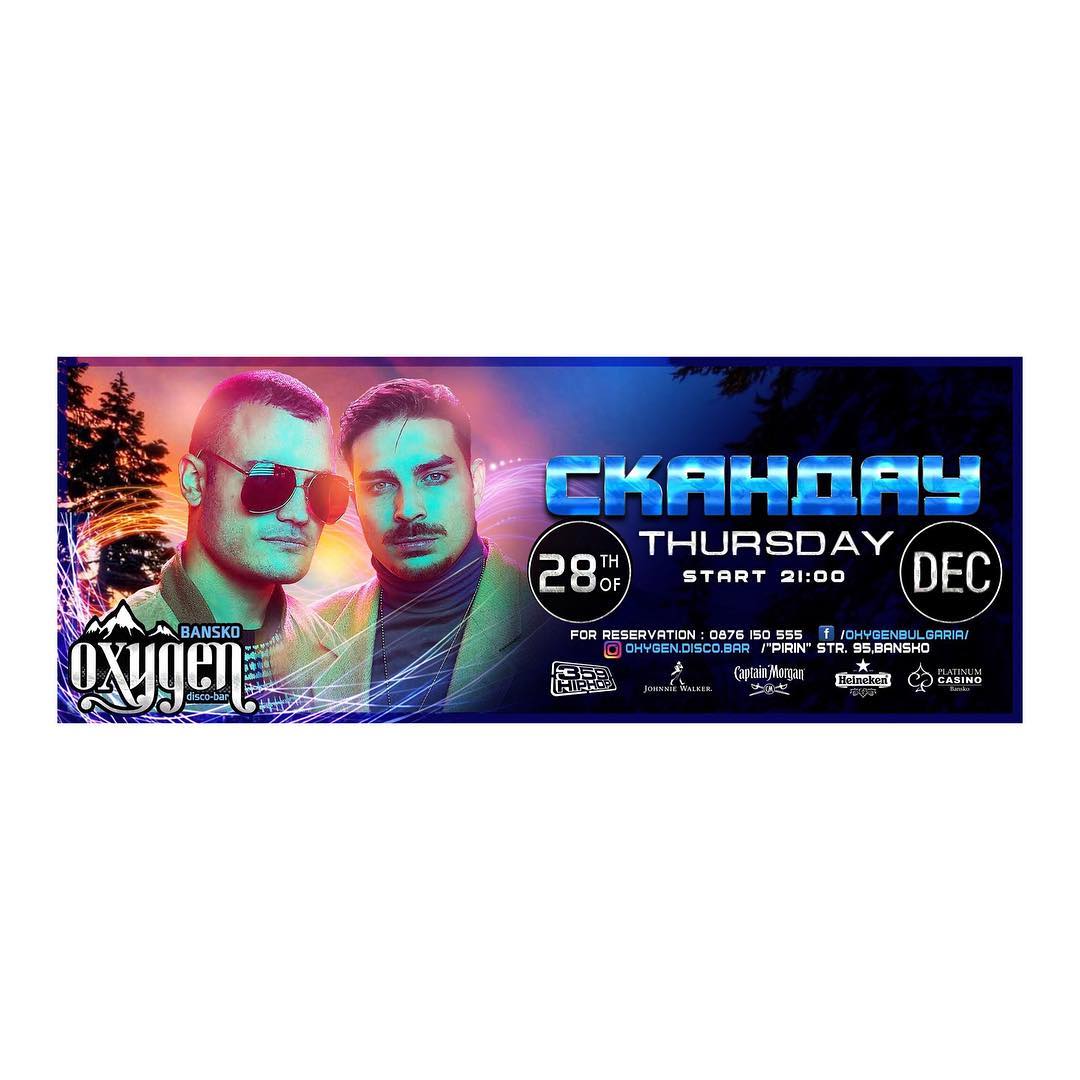 BANSKO
oxygen
disco-bar
СКАНДАУ
THURSDAY
START 21:00
28TH OF
DEC
FOR RESERVATION : 0876 150 555 f /OXYGENBULGARIA/
OXYGEN.DISCO.BAR /"PIRIN" STR. 95,BANSKO
359 HIPHOP
JOHNNIE WALKER.
Captain Morgan
Heineken
PLATINUM
CASINO
Bansko